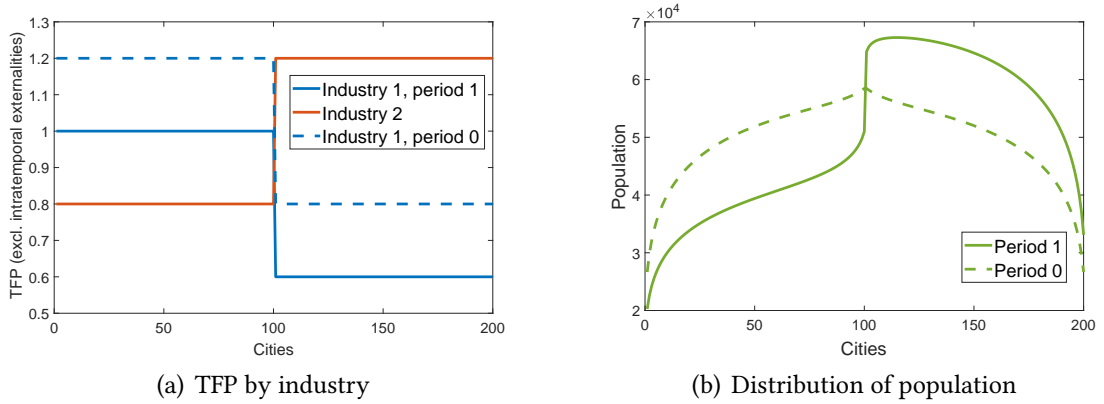 1.3
1.2
1.1
1
0.9
0.8
0.7
0.6
0.5
TFP (excl. intratemporal externalities)
Industry 1, period 1
Industry 2
Industry 1, period 0
0 50 100 150 200
Cities
(a) TFP by industry
×10⁴
7
6
5
4
3
2
Population
Period 1
Period 0
0 50 100 150 200
Cities
(b) Distribution of population